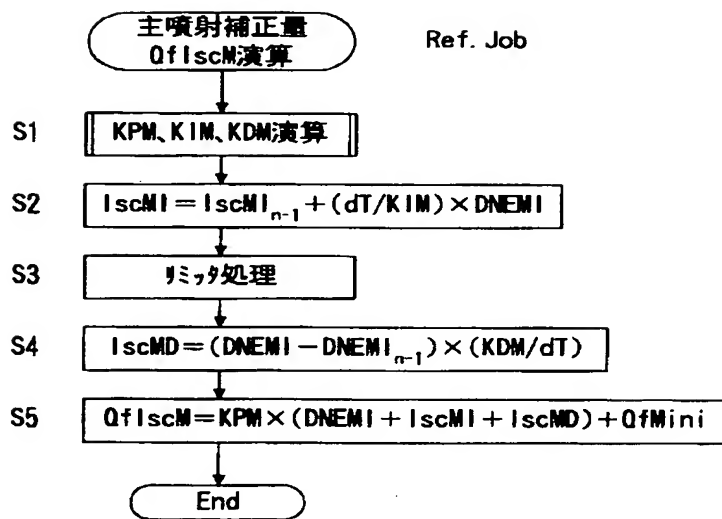 主噴射補正量
QfIscM演算
Ref. Job
S1
KPM、KIM、KDM演算
S2
IscMI=IscMIn-1+(dT/KIM)×DNEMI
S3
リミッタ処理
S4
IscMD=(DNEMI-DNEMIn-1)×(KDM/dT)
S5
QfIscM=KPM×(DNEMI+IscMI+IscMD)+QfMini
End